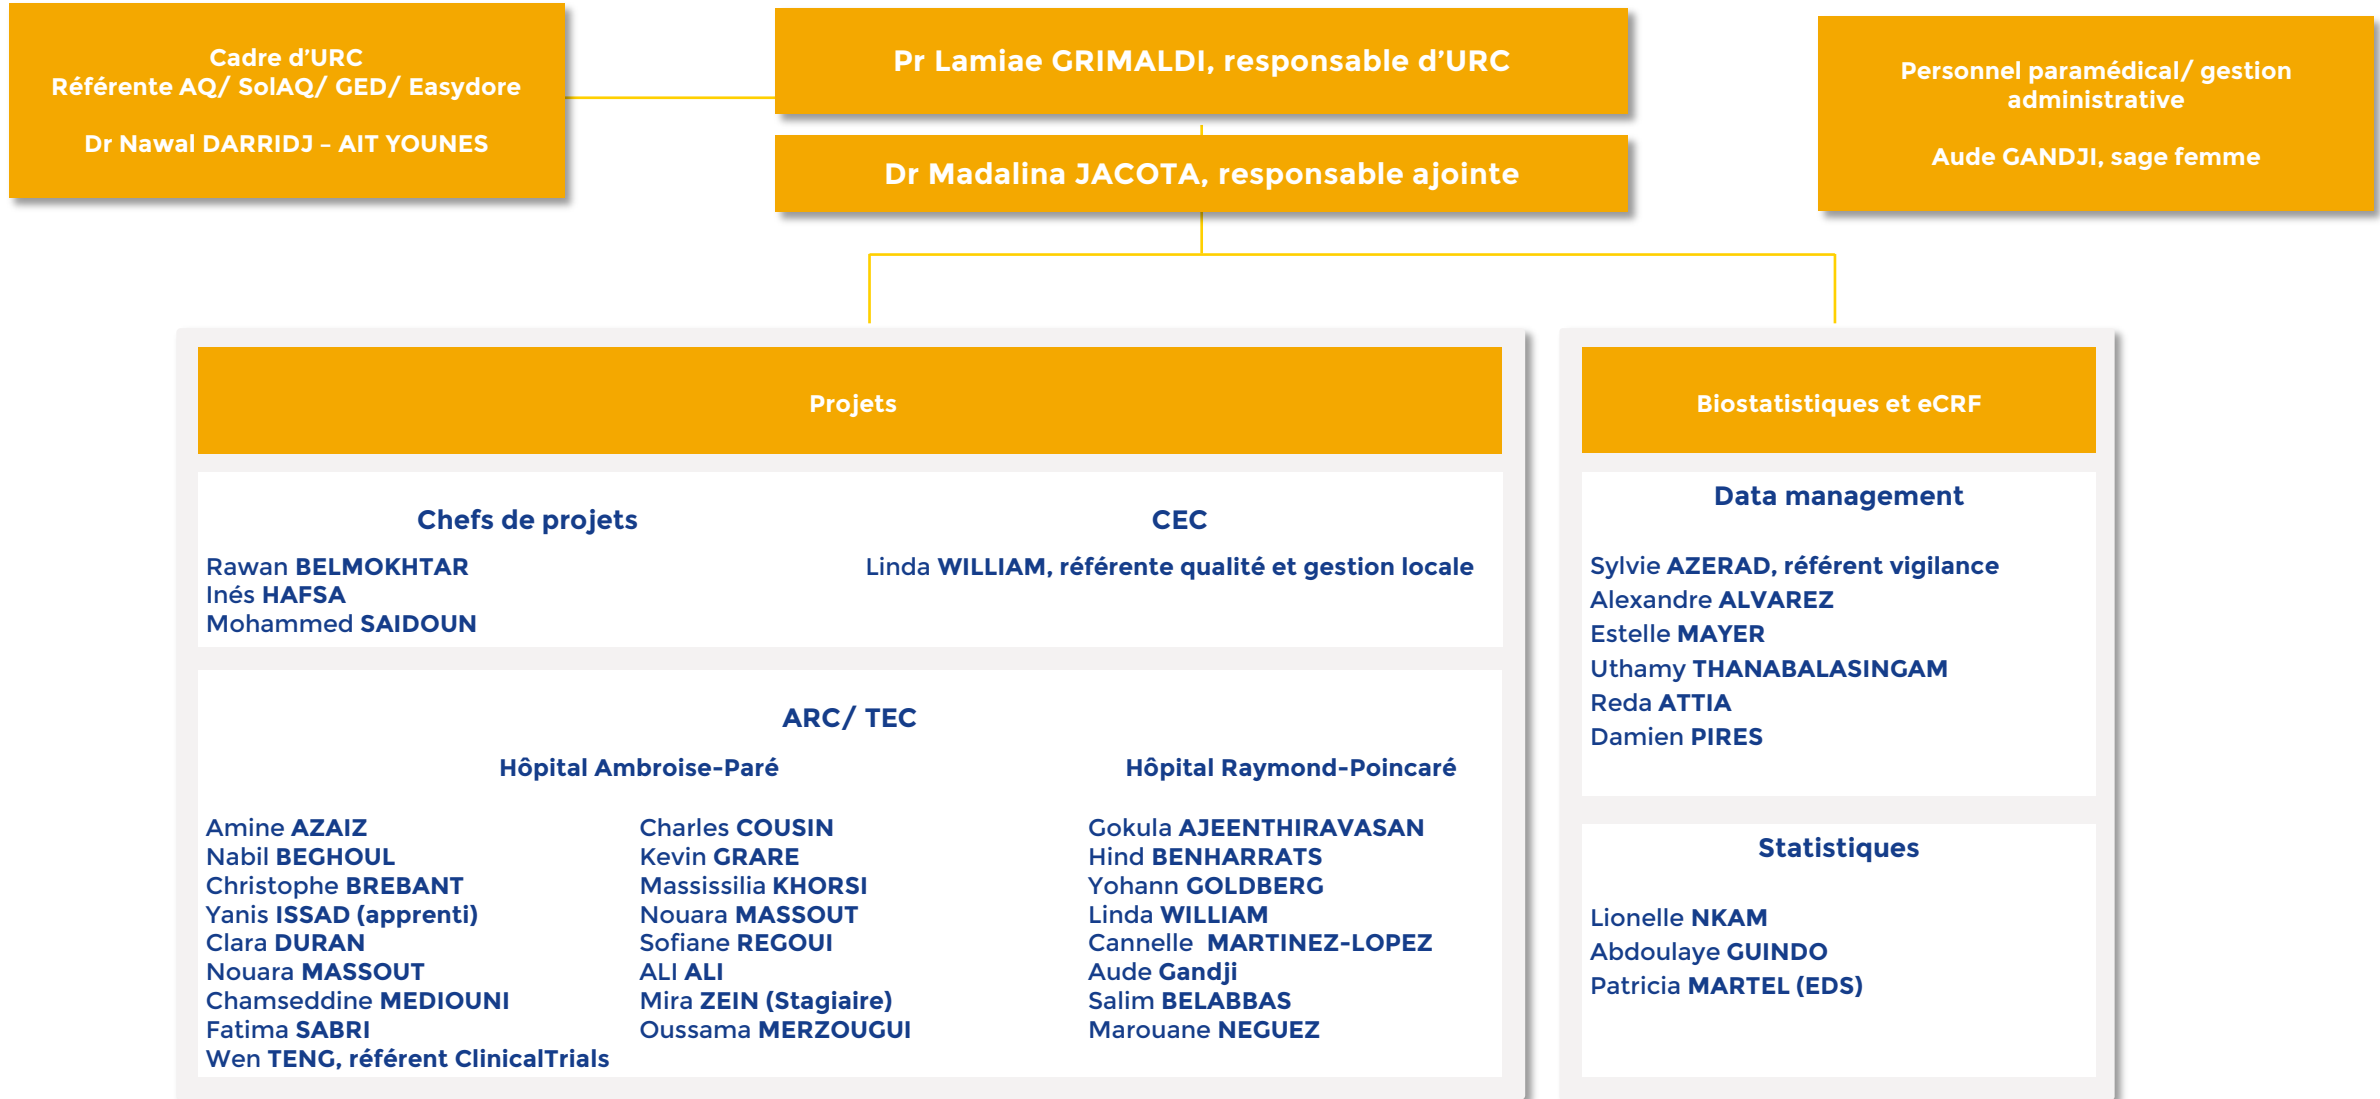 Cadre d’URC
Référente AQ/ SolAQ/ GED/ Easydore
Dr Nawal DARRIDJ – AIT YOUNES
Pr Lamiae GRIMALDI, responsable d’URC
Dr Madalina JACOTA, responsable ajointe
Personnel paramédical/ gestion
administrative
Aude GANDJI, sage femme
Projets
Chefs de projets
Rawan BELMOKHTAR
Inés HAFSA
Mohammed SAIDOUN
CEC
Linda WILLIAM, référente qualité et gestion locale
ARC/ TEC
Hôpital Ambroise-Paré
Amine AZAIZ
Nabil BEGHOUL
Christophe BREBANT
Yanis ISSAD (apprenti)
Clara DURAN
Nouara MASSOUT
Chamseddine MEDIOUNI
Fatima SABRI
Wen TENG, référent ClinicalTrials
Charles COUSIN
Kevin GRARE
Massissilia KHORSI
Nouara MASSOUT
Sofiane REGOUI
ALI ALI
Mira ZEIN (Stagiaire)
Oussama MERZOUGUI
Hôpital Raymond-Poincaré
Gokula AJEENTHIRAVASAN
Hind BENHARRATS
Yohann GOLDBERG
Linda WILLIAM
Cannelle  MARTINEZ-LOPEZ
Aude Gandji
Salim BELABBAS
Marouane NEGUEZ
Biostatistiques et eCRF
Data management
Sylvie AZERAD, référent vigilance
Alexandre ALVAREZ
Estelle MAYER
Uthamy THANABALASINGAM
Reda ATTIA
Damien PIRES
Statistiques
Lionelle NKAM
Abdoulaye GUINDO
Patricia MARTEL (EDS)